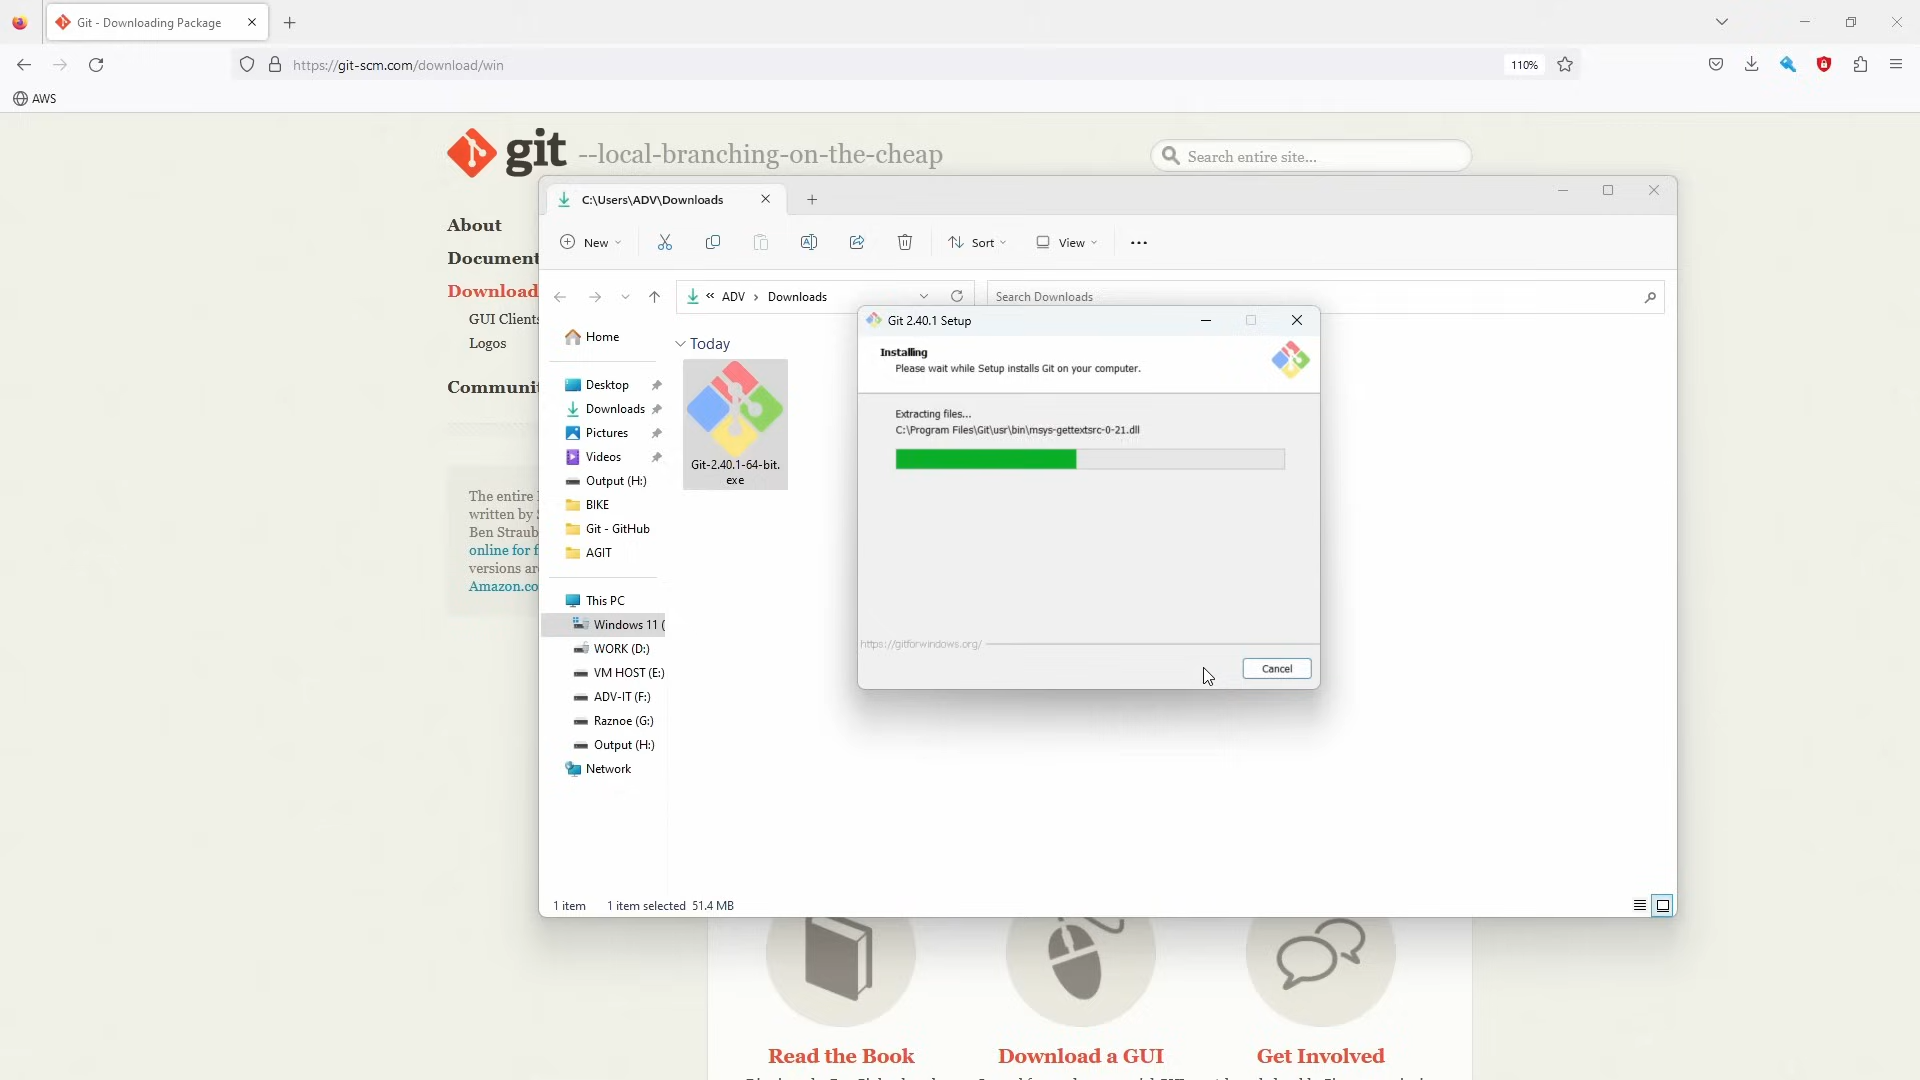 Git - Downloading Package
https://git-scm.com/download/win
110%
AWS
git --local-branching-on-the-cheap
Search entire site...
About
Document
Download
GUI Clients
Logos
Communi
The entire
written by
Ben Straub
online for f
versions ar
Amazon.co
C:\Users\ADV\Downloads
New
Sort
View
« ADV > Downloads
Search Downloads
Home
Desktop
Downloads
Pictures
Videos
Output (H:)
BIKE
Git - GitHub
AGIT
This PC
Windows 11 (
WORK (D:)
VM HOST (E:)
ADV-IT (F:)
Raznoe (G:)
Output (H:)
Network
Today
Git-2.40.1-64-bit.
exe
1 item 1 item selected 51.4 MB
Git 2.40.1 Setup
Installing
Please wait while Setup installs Git on your computer.
Extracting files...
C:\Program Files\Git\usr\bin\msys-gettextsrc-0-21.dll
https://gitforwindows.org/
Cancel
Read the Book
Download a GUI
Get Involved